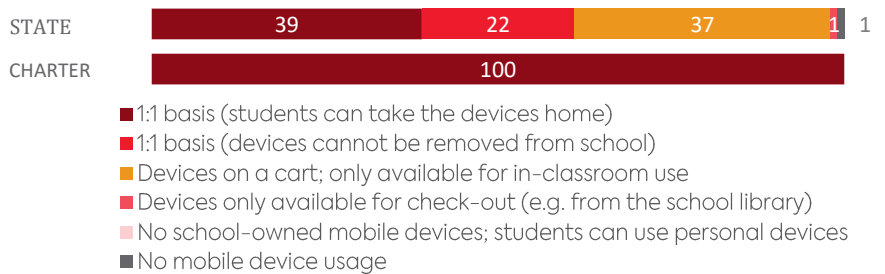 STATE 39 22 37 1 1
CHARTER 100
1:1 basis (students can take the devices home)
1:1 basis (devices cannot be removed from school)
Devices on a cart; only available for in-classroom use
Devices only available for check-out (e.g. from the school library)
No school-owned mobile devices; students can use personal devices
No mobile device usage